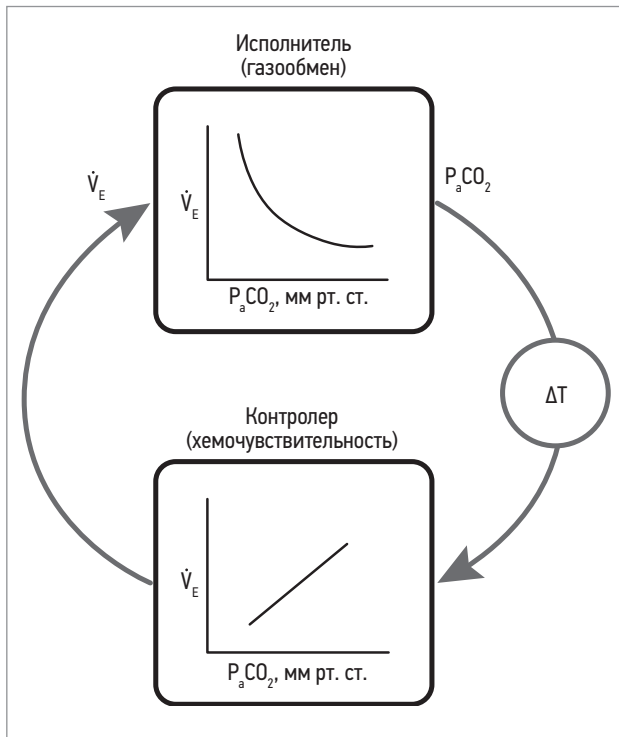 Исполнитель
(газообмен)
V̇E
PaCO2
V̇E
PaCO2, мм рт. ст.
ΔT
Контролер
(хемочувствительность)
V̇E
PaCO2, мм рт. ст.